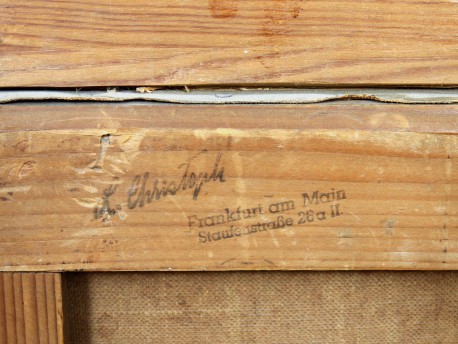 L. Christoph
Frankfurt am Main
Staufenstraße 26a II.